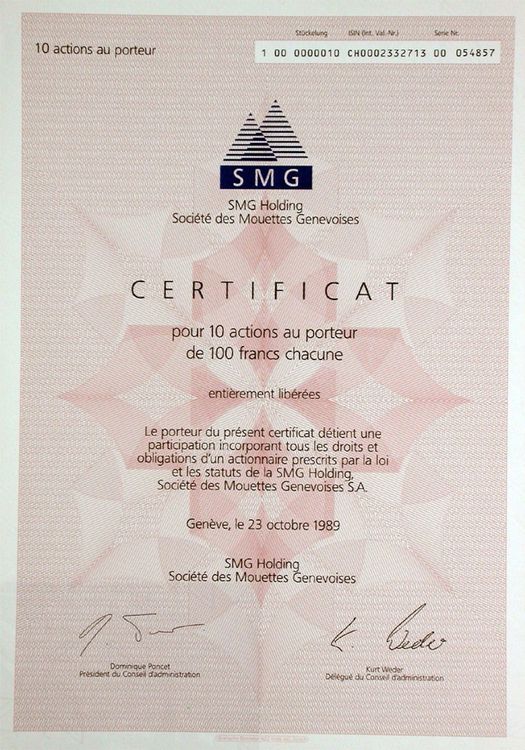 10 actions au porteur
Stückelung ISIN (Int. Val.-Nr.) Serie Nr.
1 00 0000010 CH0002332713 00 054857
SMG
SMG Holding
Société des Mouettes Genevoises
CERTIFICAT
pour 10 actions au porteur
de 100 francs chacune
entièrement libérées
Le porteur du présent certificat détient une
participation incorporant tous les droits et
obligations d'un actionnaire prescrits par la loi
et les statuts de la SMG Holding,
Société des Mouettes Genevoises S.A.
Genève, le 23 octobre 1989
SMG Holding
Société des Mouettes Genevoises
K. Weder
Dominique Poncet
Président du Conseil d'administration
Kurt Weder
Délégué du Conseil d'administration